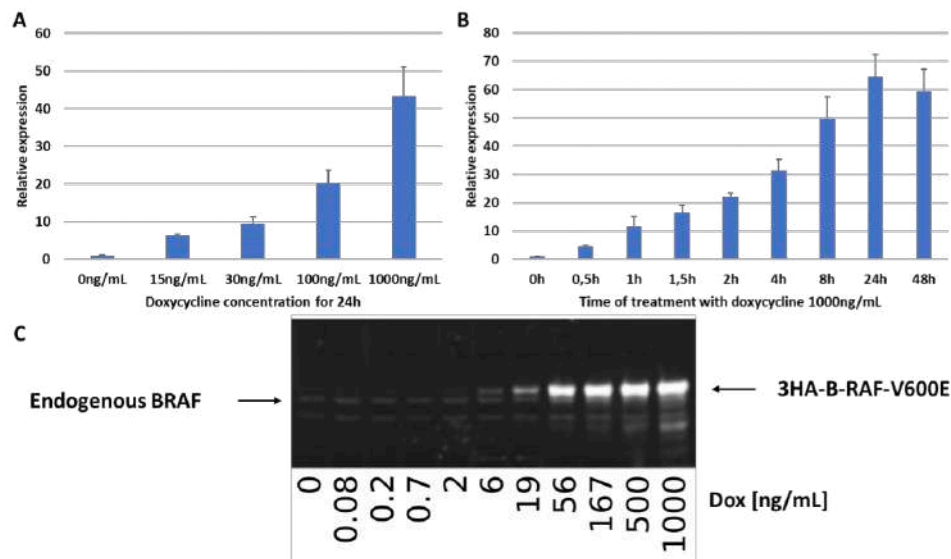 A
60
50
40
30
20
10
0
Relative expression
0ng/mL 15ng/mL 30ng/mL 100ng/mL 1000ng/mL
Doxycycline concentration for 24h
B
80
70
60
50
40
30
20
10
0
Relative expression
0h 0,5h 1h 1,5h 2h 4h 8h 24h 48h
Time of treatment with doxycycline 1000ng/mL
C
Endogenous BRAF
3HA-B-RAF-V600E
0 0.08 0.2 0.7 2 6 19 56 167 500 1000
Dox [ng/mL]